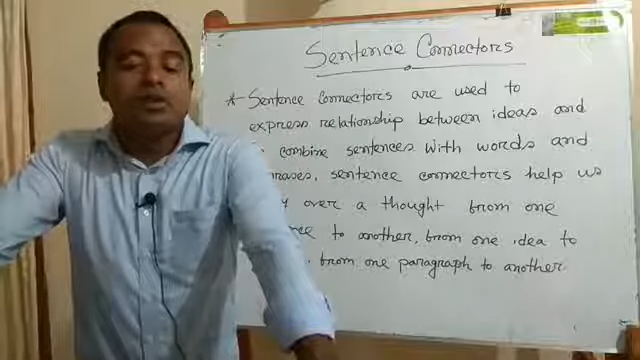 Sentence Connectors
* Sentence connectors are used to
express relationship between ideas and
combine sentences with words and
sentence connectors help us
over a thought from one
to another, from one idea to
from one paragraph to another.